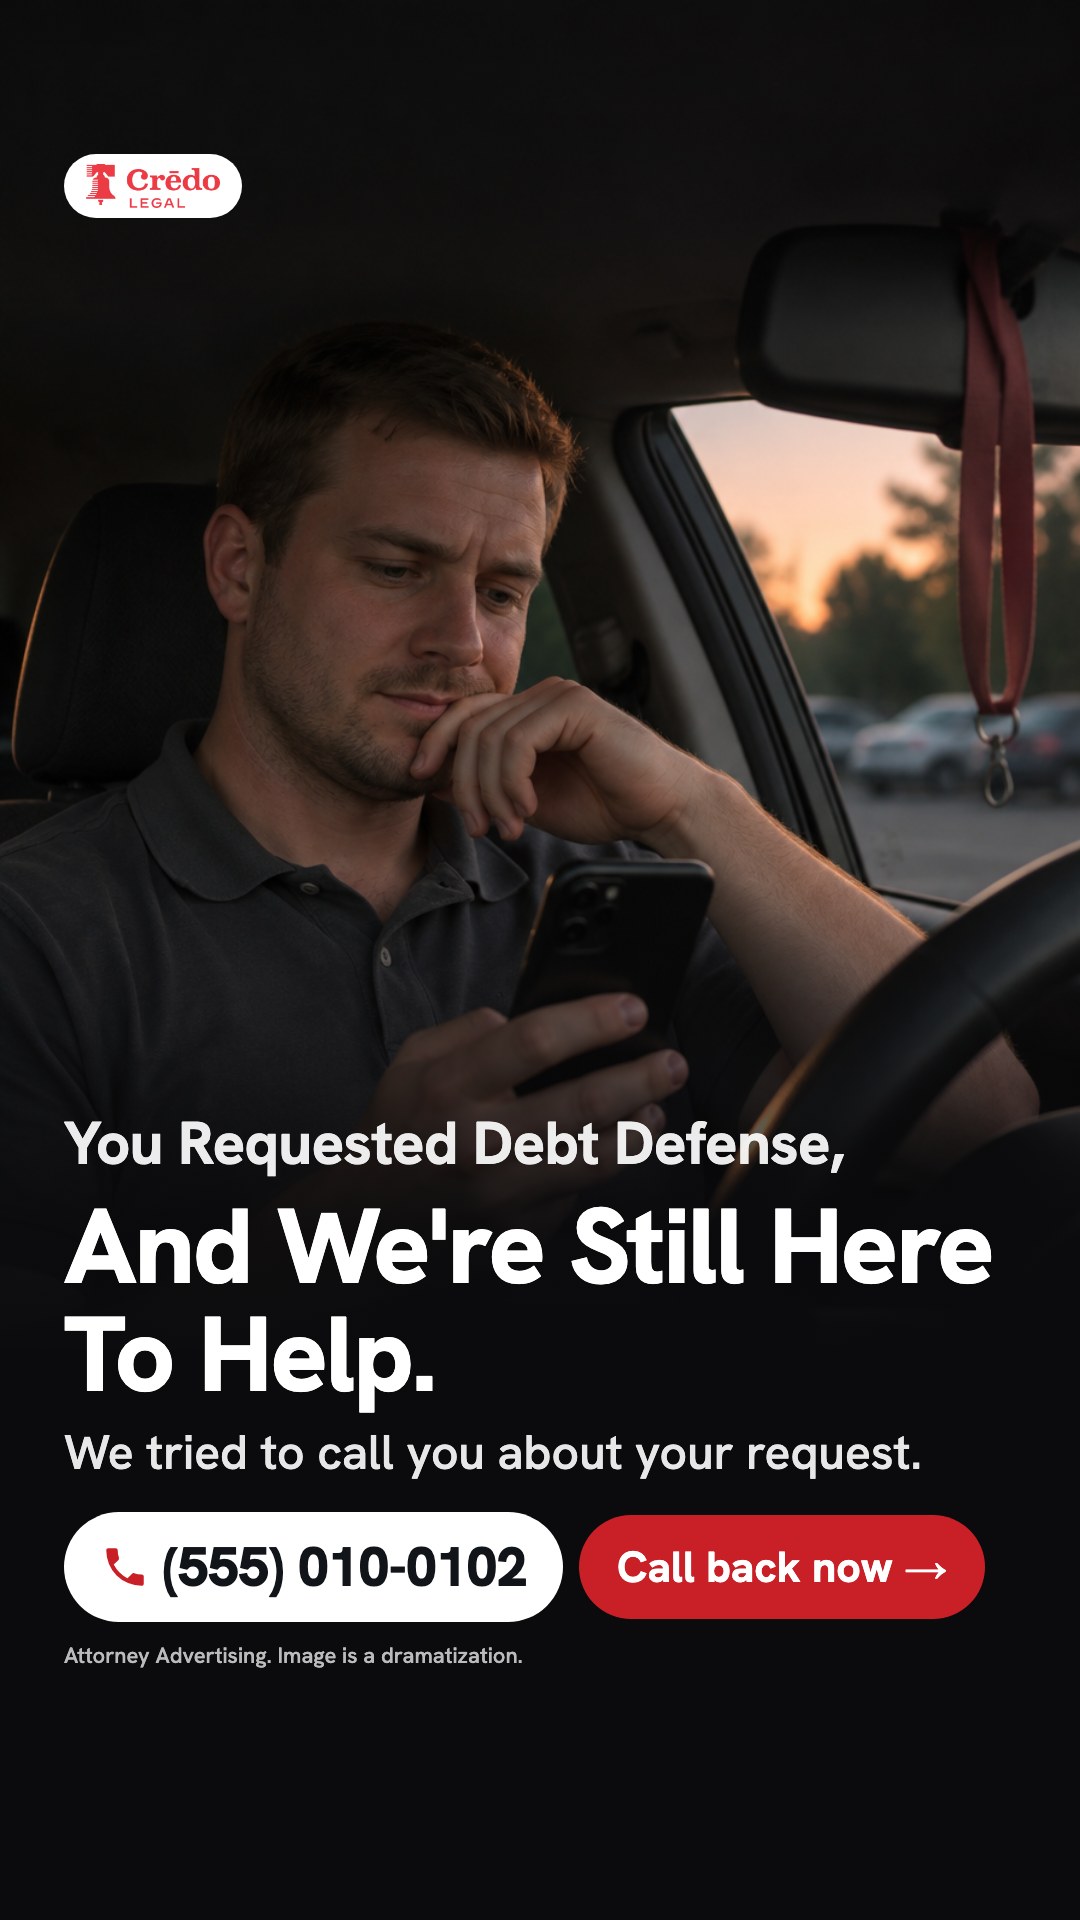 Crēdo
LEGAL
You Requested Debt Defense,
And We're Still Here
To Help.
We tried to call you about your request.
(555) 010-0102
Call back now →
Attorney Advertising. Image is a dramatization.